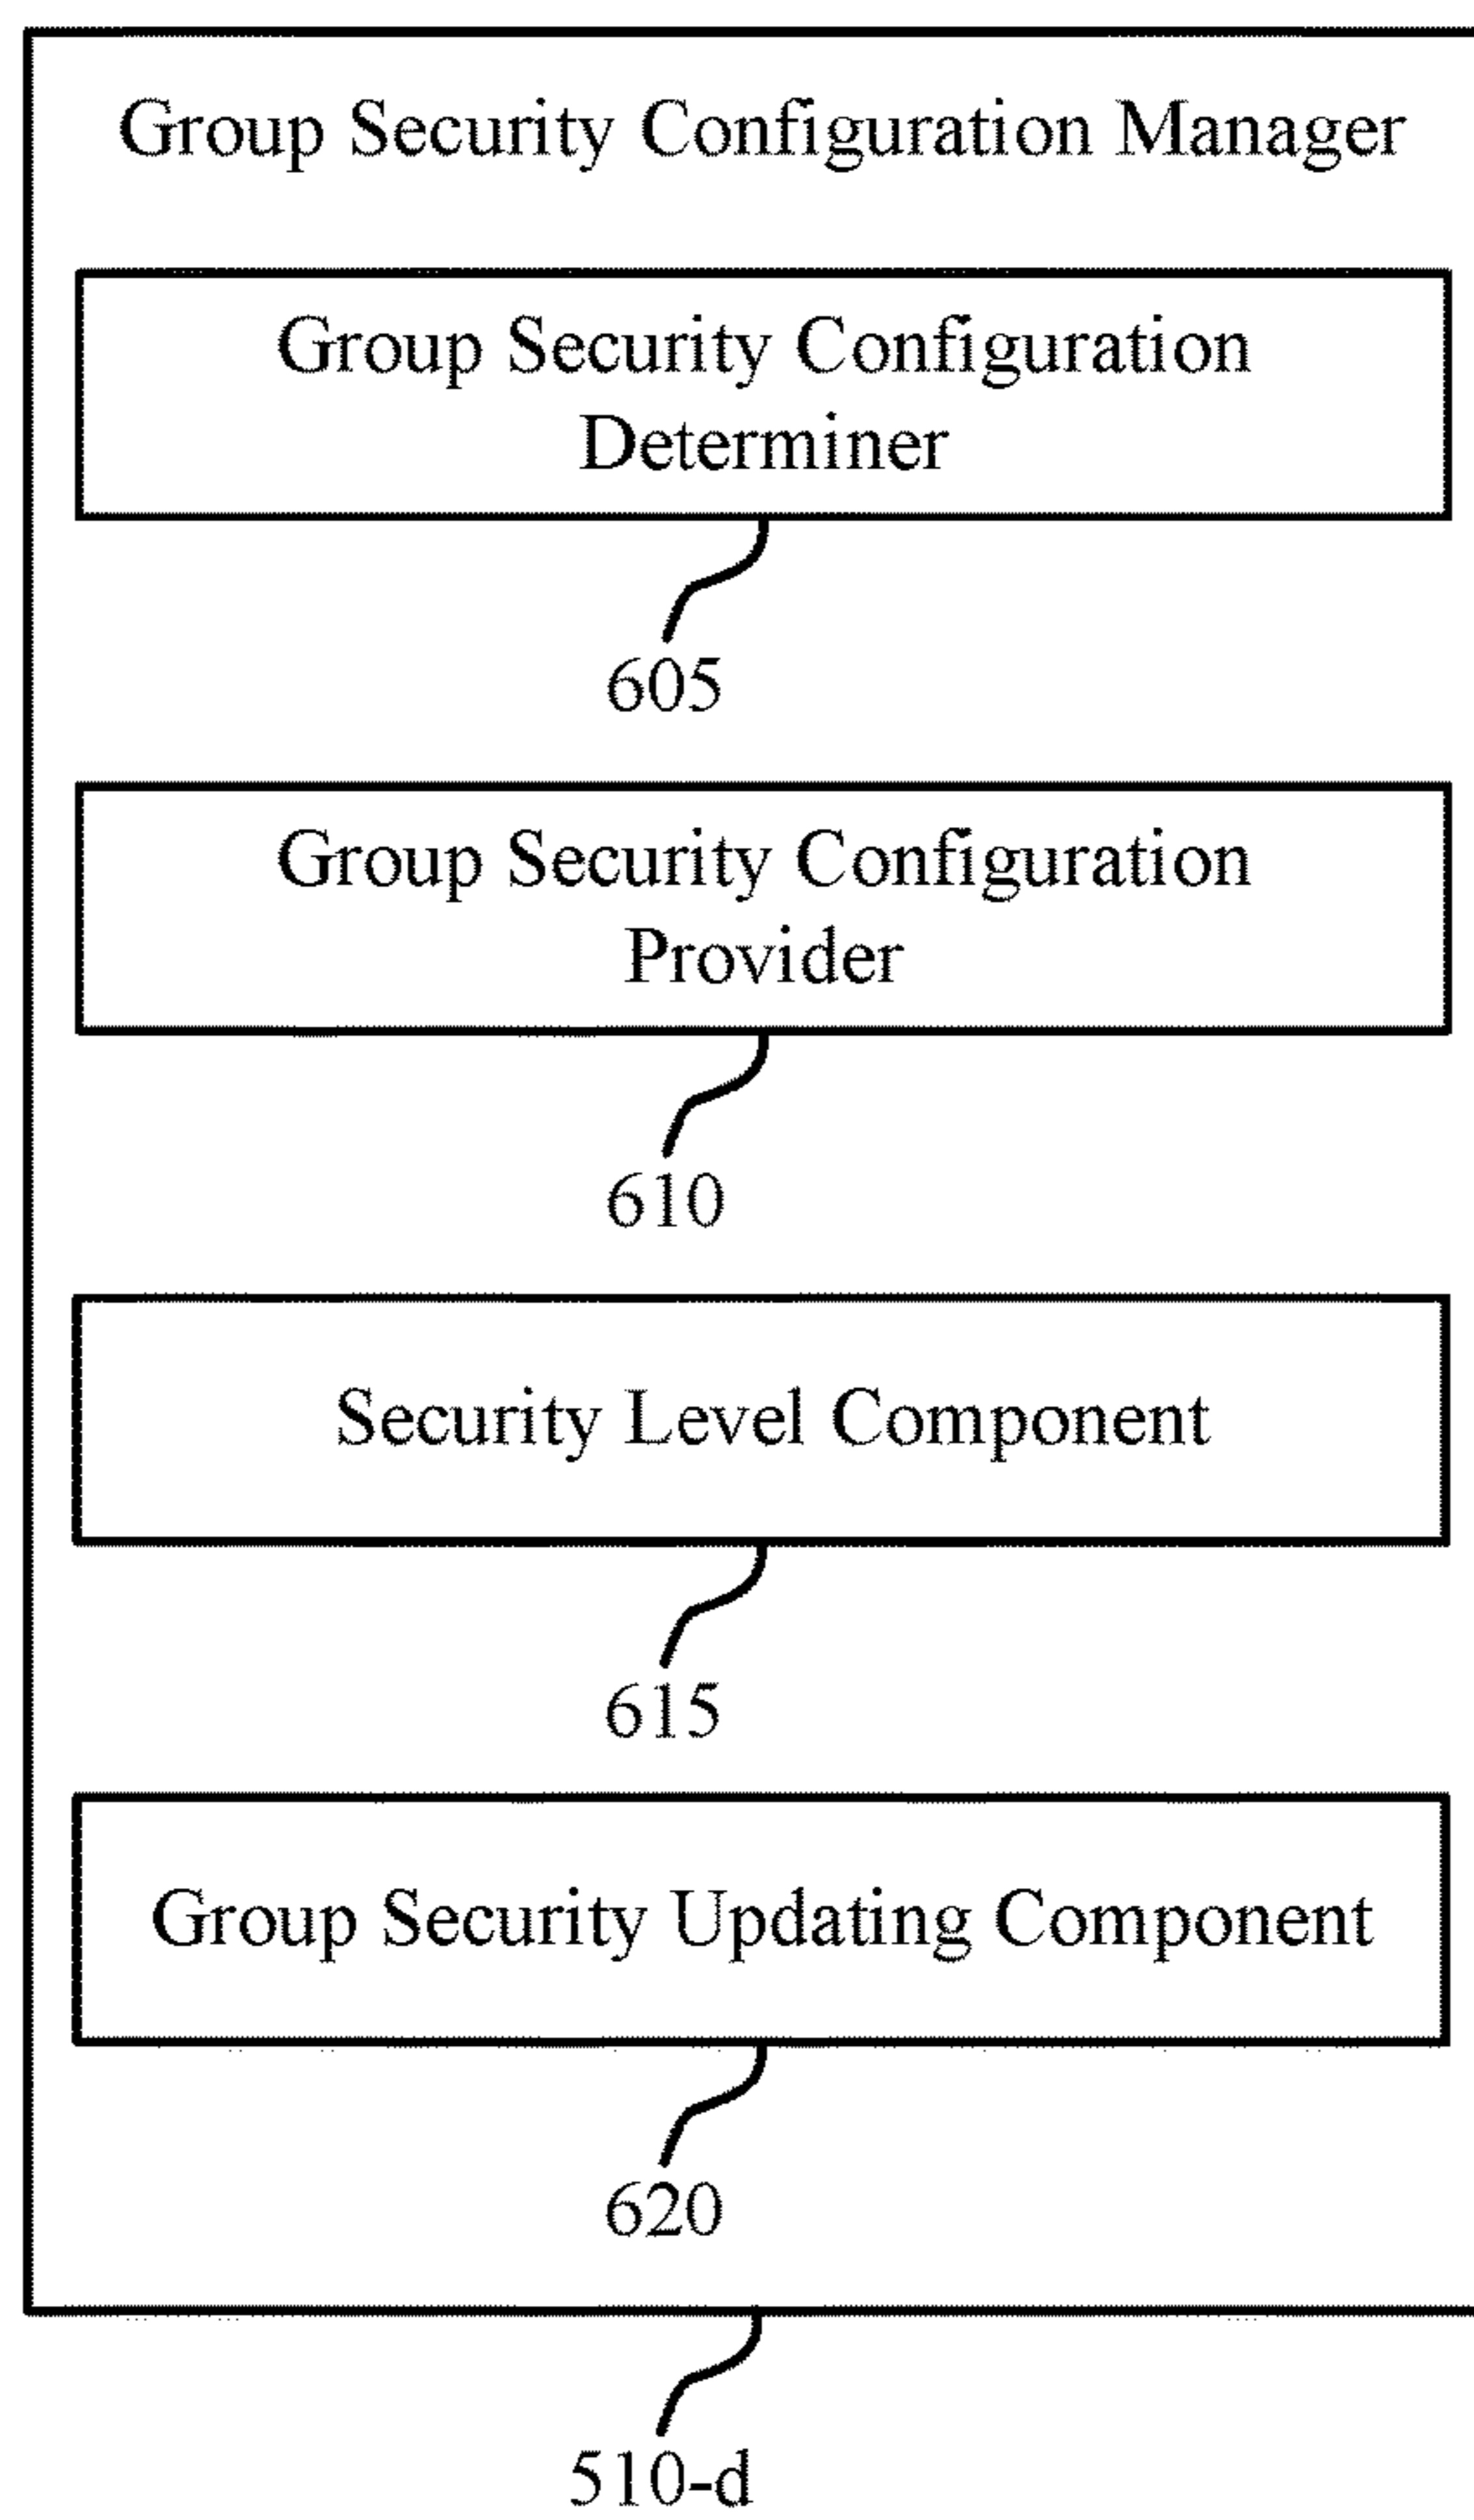 Group Security Configuration Manager
Group Security Configuration
Determiner
605
Group Security Configuration
Provider
610
Security Level Component
615
Group Security Updating Component
620
510-d